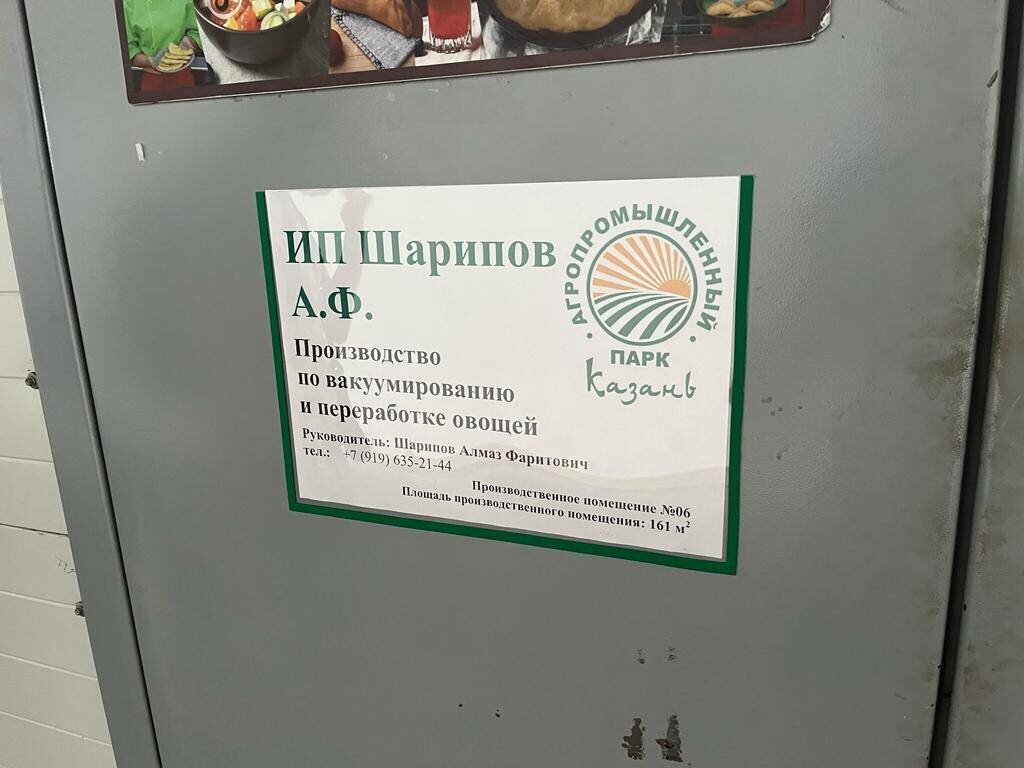 ИП Шарипов
А.Ф.
Производство
по вакуумированию
и переработке овощей
Руководитель: Шарипов Алмаз Фаритович
тел.: +7 (919) 635-21-44
Производственное помещение №06
Площадь производственного помещения: 161 м²
• АГРОПРОМЫШЛЕННЫЙ •
ПАРК
Казань